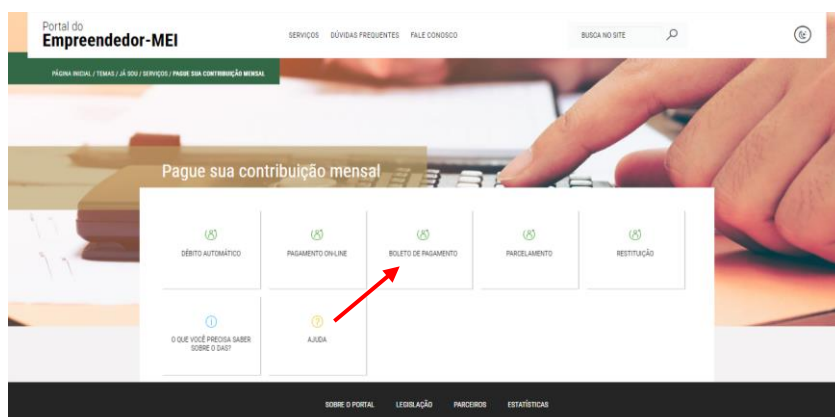 Portal do
Empreendedor-MEI
SERVIÇOS DÚVIDAS FREQUENTES FALE CONOSCO
BUSCA NO SITE
PÁGINA INICIAL / TEMAS / JÁ SOU / SERVIÇOS / PAGUE SUA CONTRIBUIÇÃO MENSAL
Pague sua contribuição mensal
DÉBITO AUTOMÁTICO
PAGAMENTO ON-LINE
BOLETO DE PAGAMENTO
PARCELAMENTO
RESTITUIÇÃO
O QUE VOCÊ PRECISA SABER
SOBRE O DAS?
AJUDA
SOBRE O PORTAL LEGISLAÇÃO PARCEIROS ESTATÍSTICAS